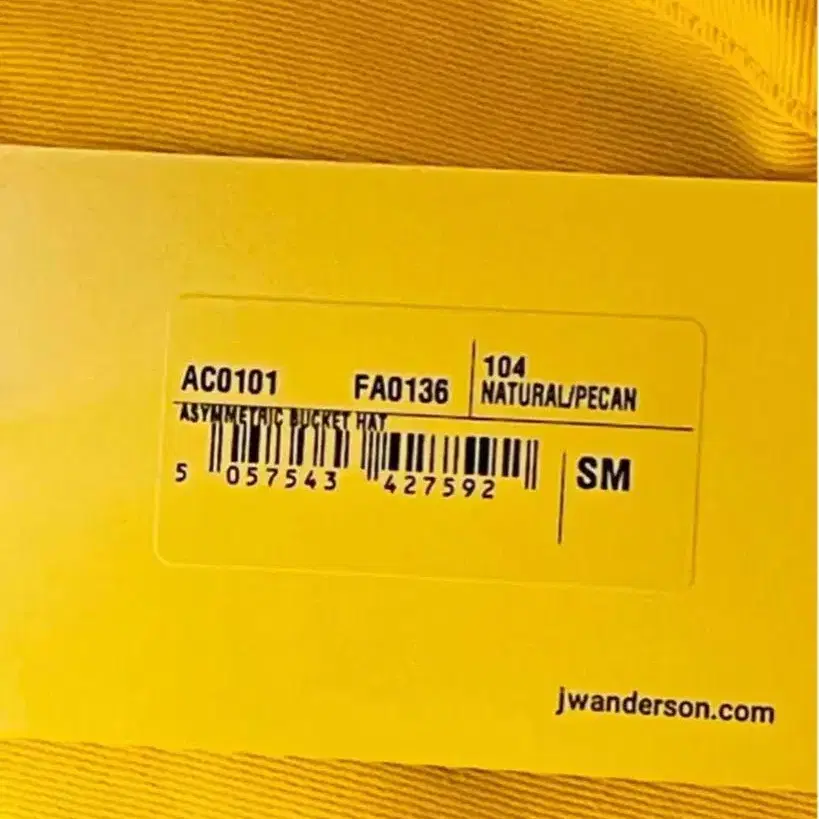 AC0101 FA0136
104
NATURAL/PECAN
ASYMMETRIC BUCKET HAT
5 057543 427592
SM
jwanderson.com